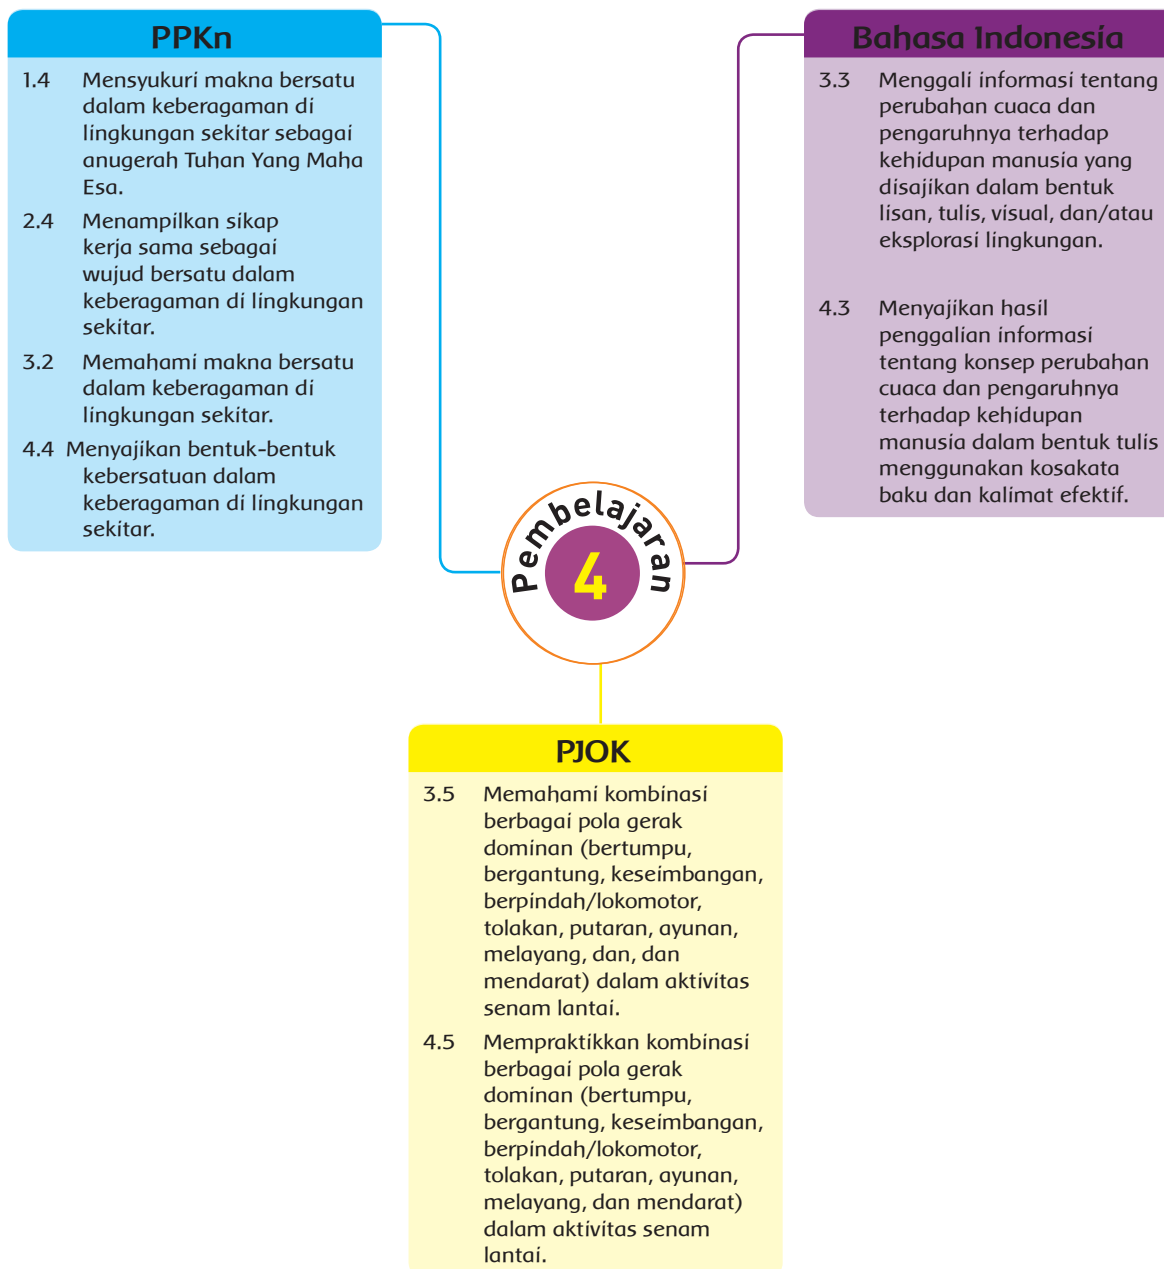 PPKn
1.4 Mensyukuri makna bersatu
dalam keberagaman di
lingkungan sekitar sebagai
anugerah Tuhan Yang Maha
Esa.
2.4 Menampilkan sikap
kerja sama sebagai
wujud bersatu dalam
keberagaman di lingkungan
sekitar.
3.2 Memahami makna bersatu
dalam keberagaman di
lingkungan sekitar.
4.4 Menyajikan bentuk-bentuk
kebersatuan dalam
keberagaman di lingkungan
sekitar.
Bahasa Indonesia
3.3 Menggali informasi tentang
perubahan cuaca dan
pengaruhnya terhadap
kehidupan manusia yang
disajikan dalam bentuk
lisan, tulis, visual, dan/atau
eksplorasi lingkungan.
4.3 Menyajikan hasil
penggalian informasi
tentang konsep perubahan
cuaca dan pengaruhnya
terhadap kehidupan
manusia dalam bentuk tulis
menggunakan kosakata
baku dan kalimat efektif.
Pembelajaran
4
PJOK
3.5 Memahami kombinasi
berbagai pola gerak
dominan (bertumpu,
bergantung, keseimbangan,
berpindah/lokomotor,
tolakan, putaran, ayunan,
melayang, dan, dan
mendarat) dalam aktivitas
senam lantai.
4.5 Mempraktikkan kombinasi
berbagai pola gerak
dominan (bertumpu,
bergantung, keseimbangan,
berpindah/lokomotor,
tolakan, putaran, ayunan,
melayang, dan mendarat)
dalam aktivitas senam
lantai.